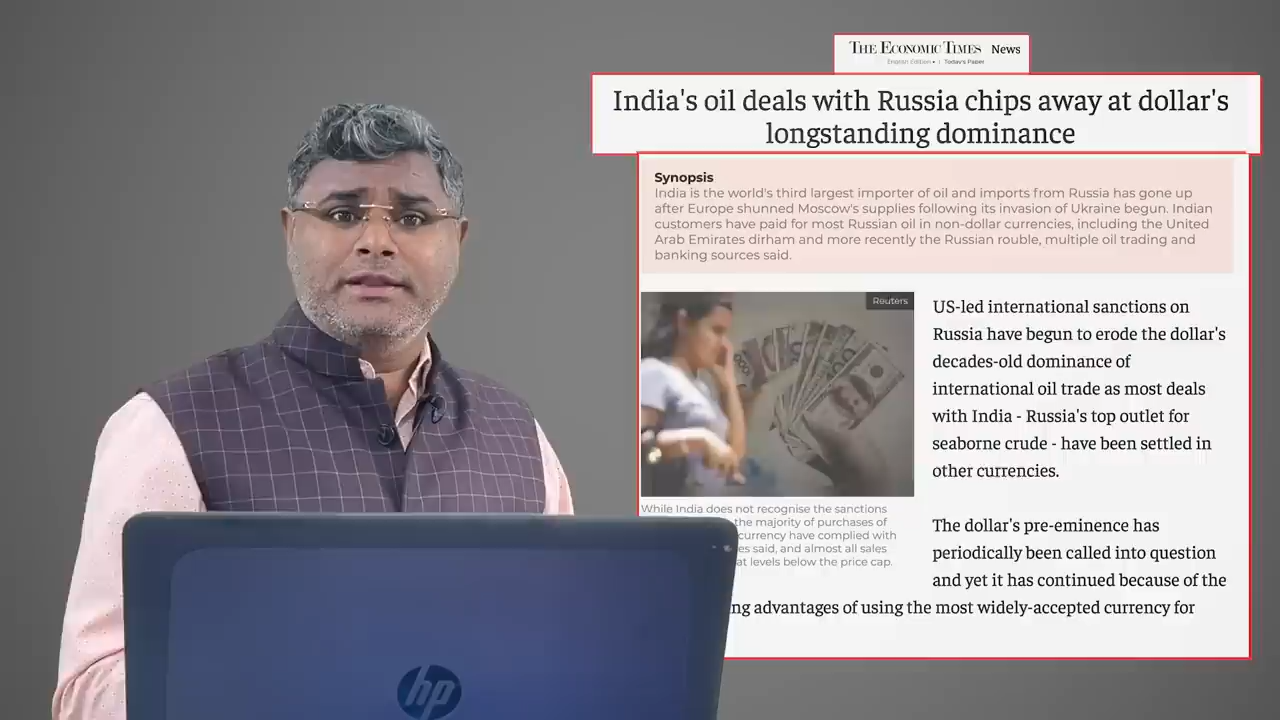 THE ECONOMIC TIMES News
English Edition | Today's Paper
India's oil deals with Russia chips away at dollar's
longstanding dominance
Synopsis
India is the world's third largest importer of oil and imports from Russia has gone up
after Europe shunned Moscow's supplies following its invasion of Ukraine begun. Indian
customers have paid for most Russian oil in non-dollar currencies, including the United
Arab Emirates dirham and more recently the Russian rouble, multiple oil trading and
banking sources said.
Reuters
While India does not recognise the sanctions
the majority of purchases of
currency have complied with
es said, and almost all sales
at levels below the price cap.
US-led international sanctions on
Russia have begun to erode the dollar's
decades-old dominance of
international oil trade as most deals
with India - Russia's top outlet for
seaborne crude - have been settled in
other currencies.
The dollar's pre-eminence has
periodically been called into question
and yet it has continued because of the
ng advantages of using the most widely-accepted currency for
hp